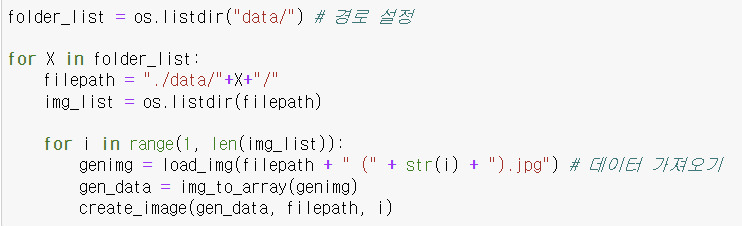 folder_list = os.listdir("data/") # 경로 설정
for X in folder_list:
filepath = "./data/"+X+"/"
img_list = os.listdir(filepath)
for i in range(1, len(img_list)):
genimg = load_img(filepath + " (" + str(i) + ").jpg") # 데이터 가져오기
gen_data = img_to_array(genimg)
create_image(gen_data, filepath, i)